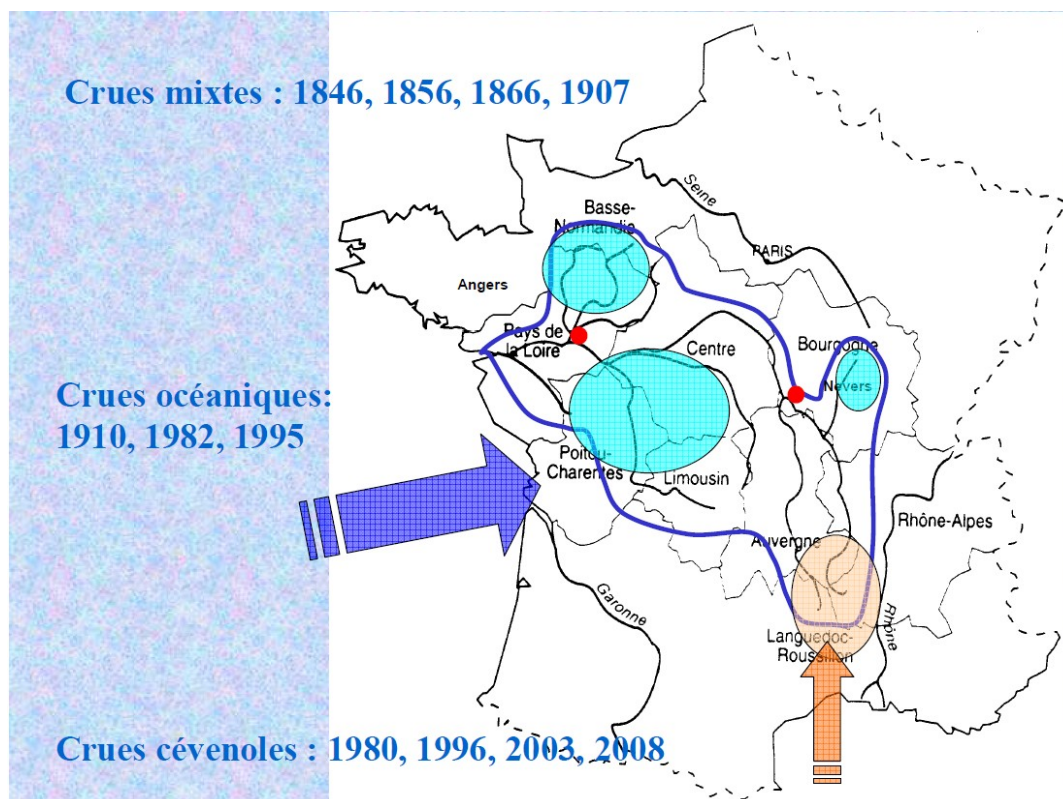 Crues mixtes : 1846, 1856, 1866, 1907
Seine
Basse-
Normandie
PARIS
Angers
Pays de
la Loire
Centre
Bourgogne
Nevers
Crues océaniques:
1910, 1982, 1995
Poitou-
Charentes
Limousin
Rhône-Alpes
Auvergne
Garonne
Rhône
Languedoc-
Roussillon
Crues cévenoles : 1980, 1996, 2003, 2008